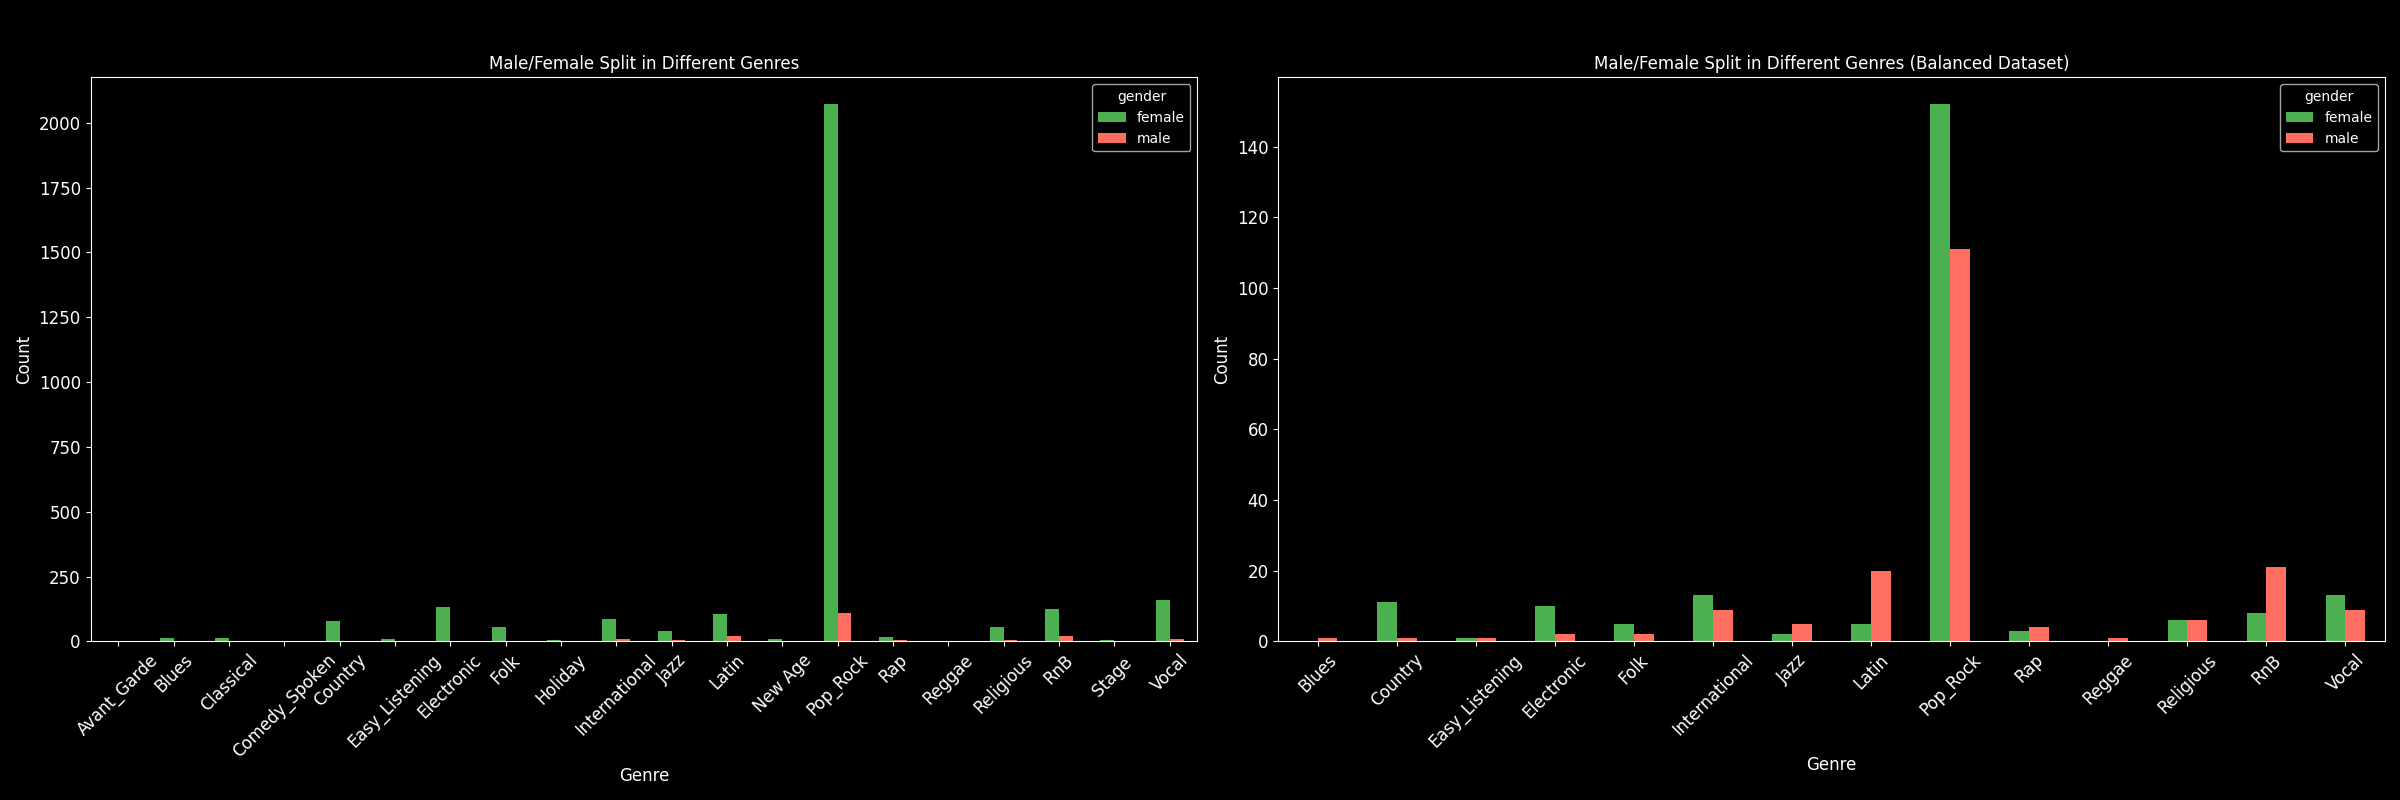 Male/Female Split in Different Genres
gender
female
male
2000
1750
1500
1250
1000
750
500
250
0
Count
Avant_Garde
Blues
Classical
Comedy_Spoken
Country
Easy_Listening
Electronic
Folk
Holiday
International
Jazz
Latin
New Age
Pop_Rock
Rap
Reggae
Religious
RnB
Stage
Vocal
Genre
Male/Female Split in Different Genres (Balanced Dataset)
gender
female
male
140
120
100
80
60
40
20
0
Count
Blues
Country
Easy_Listening
Electronic
Folk
International
Jazz
Latin
Pop_Rock
Rap
Reggae
Religious
RnB
Vocal
Genre